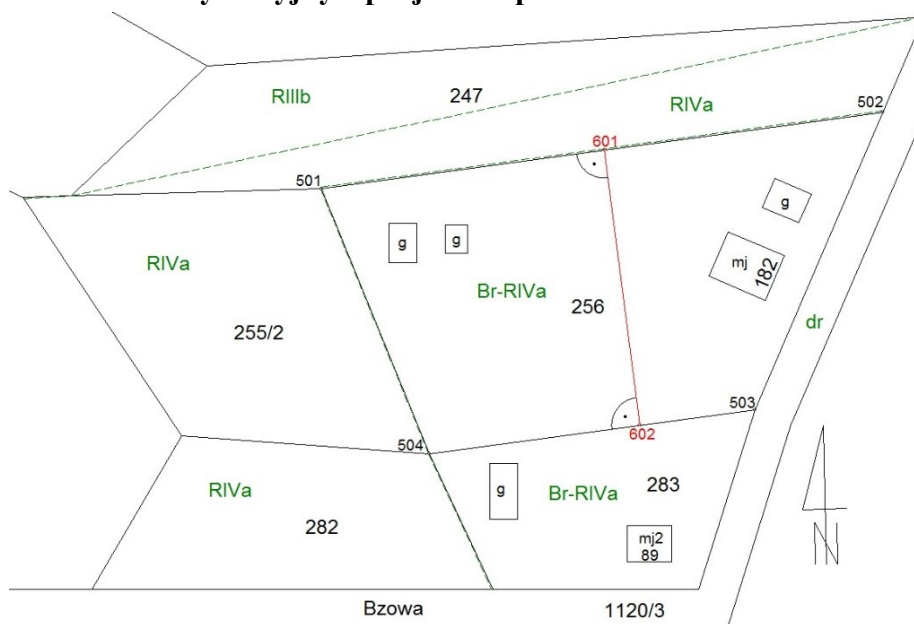 RIIIb
247
RIVa
502
601
501
g
g
g
mj
182
RIVa
Br-RIVa
256
255/2
dr
503
504
602
RIVa
g
Br-RIVa
283
282
mj2
89
N
Bzowa
1120/3